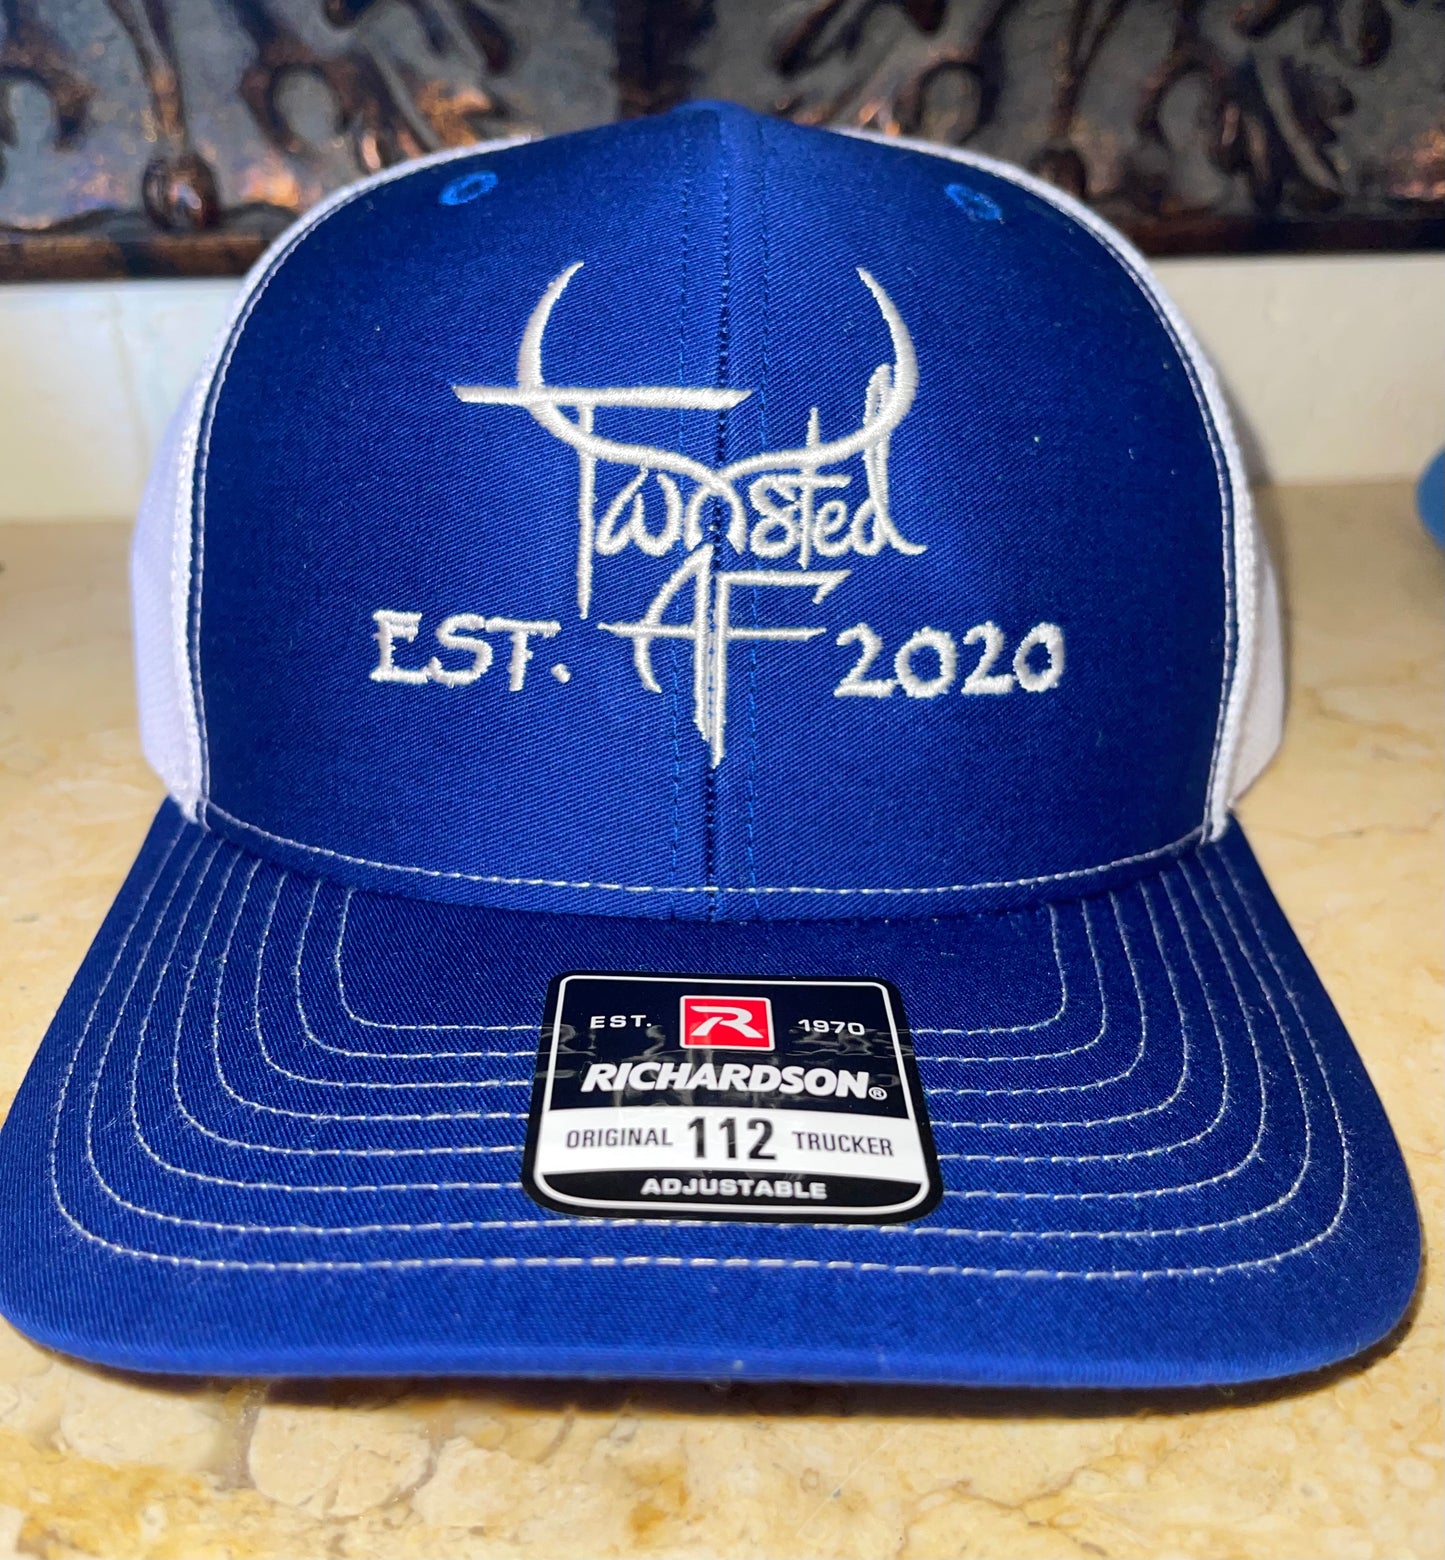 Twisted
EST. AF 2020
EST. R 1970
RICHARDSON®
ORIGINAL 112 TRUCKER
ADJUSTABLE